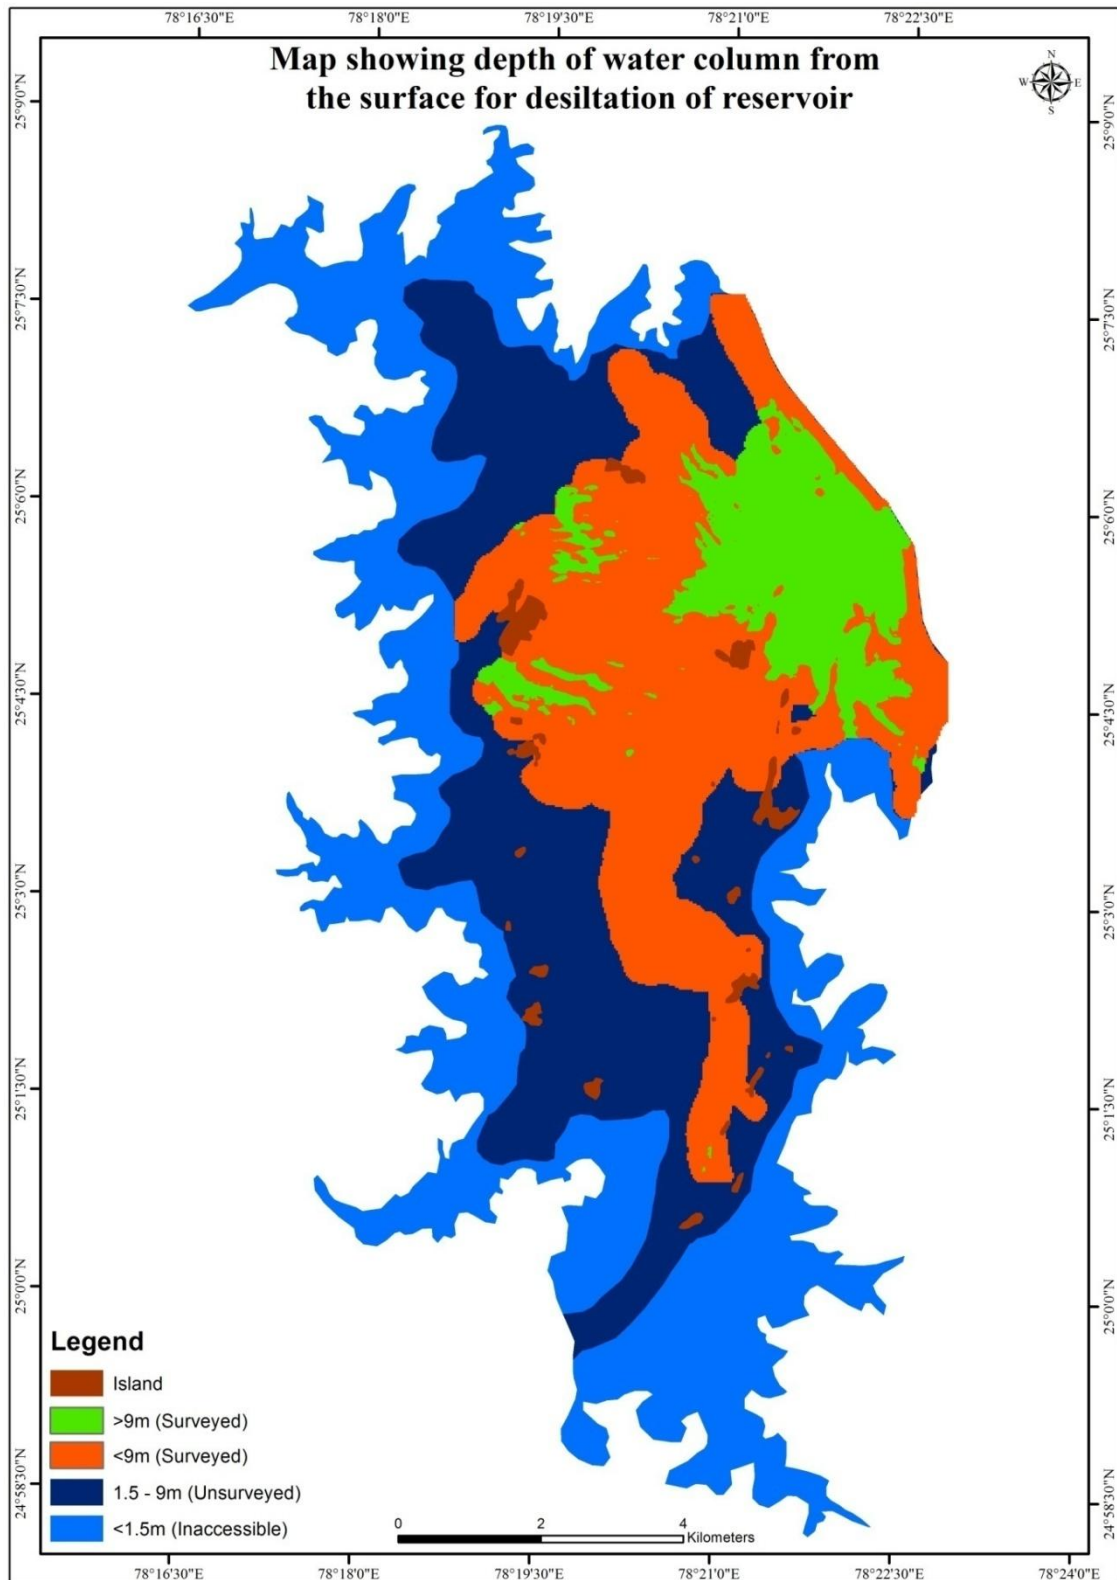 78°16'30"E 78°18'0"E 78°19'30"E 78°21'0"E 78°22'30"E
Map showing depth of water column from
the surface for desiltation of reservoir
N
W E
S
25°9'0"N 25°9'0"N
25°7'30"N 25°7'30"N
25°6'0"N 25°6'0"N
25°4'30"N 25°4'30"N
25°3'0"N 25°3'0"N
25°1'30"N 25°1'30"N
25°0'0"N 25°0'0"N
24°58'30"N 24°58'30"N
Legend
Island
>9m (Surveyed)
<9m (Surveyed)
1.5 - 9m (Unsurveyed)
<1.5m (Inaccessible)
0 2 4
Kilometers
78°16'30"E 78°18'0"E 78°19'30"E 78°21'0"E 78°22'30"E 78°24'0"E